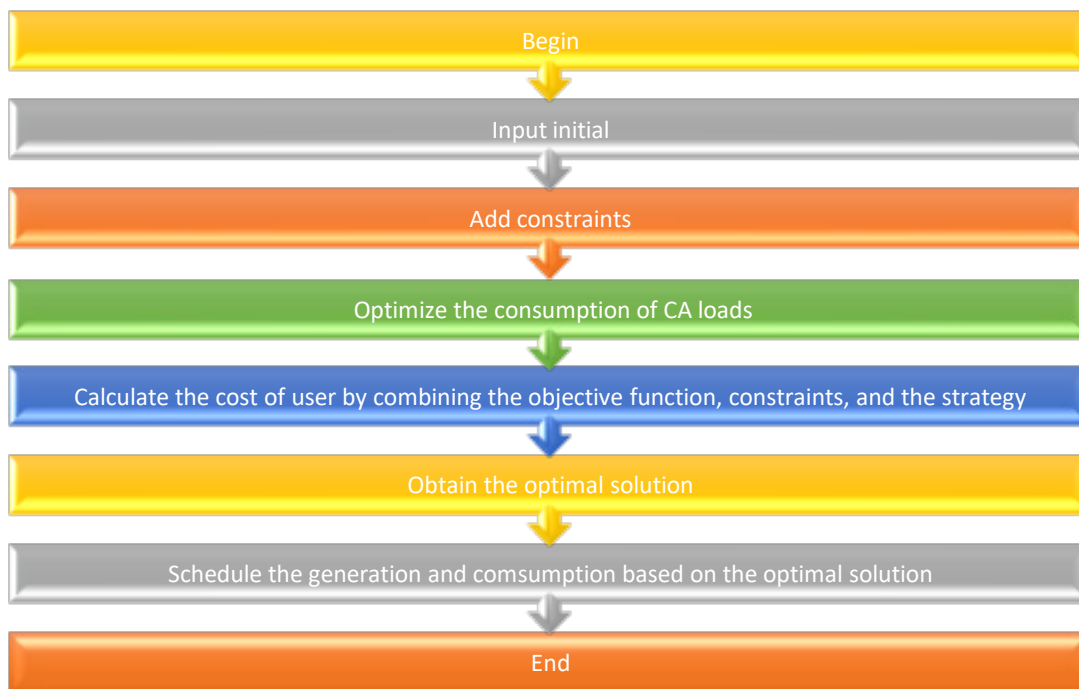 Begin
Input initial
Add constraints
Optimize the consumption of CA loads
Calculate the cost of user by combining the objective function, constraints, and the strategy
Obtain the optimal solution
Schedule the generation and comsumption based on the optimal solution
End